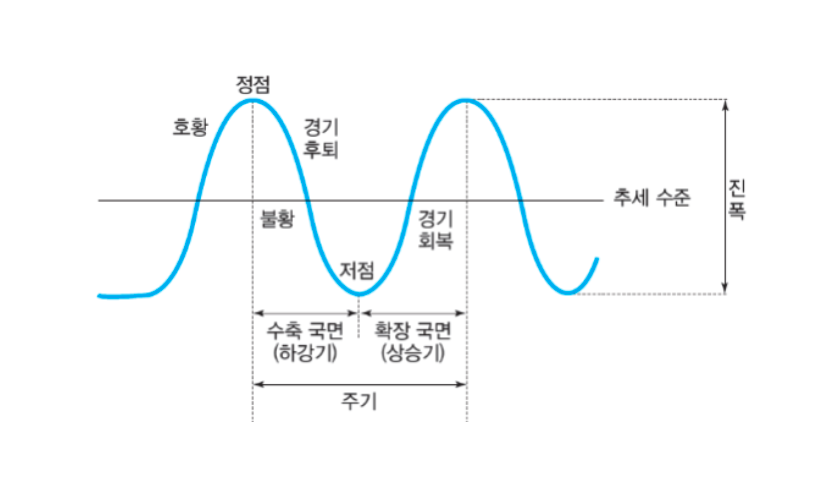 정점
호황
경기
후퇴
추세 수준
진
폭
불황
경기
회복
저점
수축 국면
(하강기)
확장 국면
(상승기)
주기